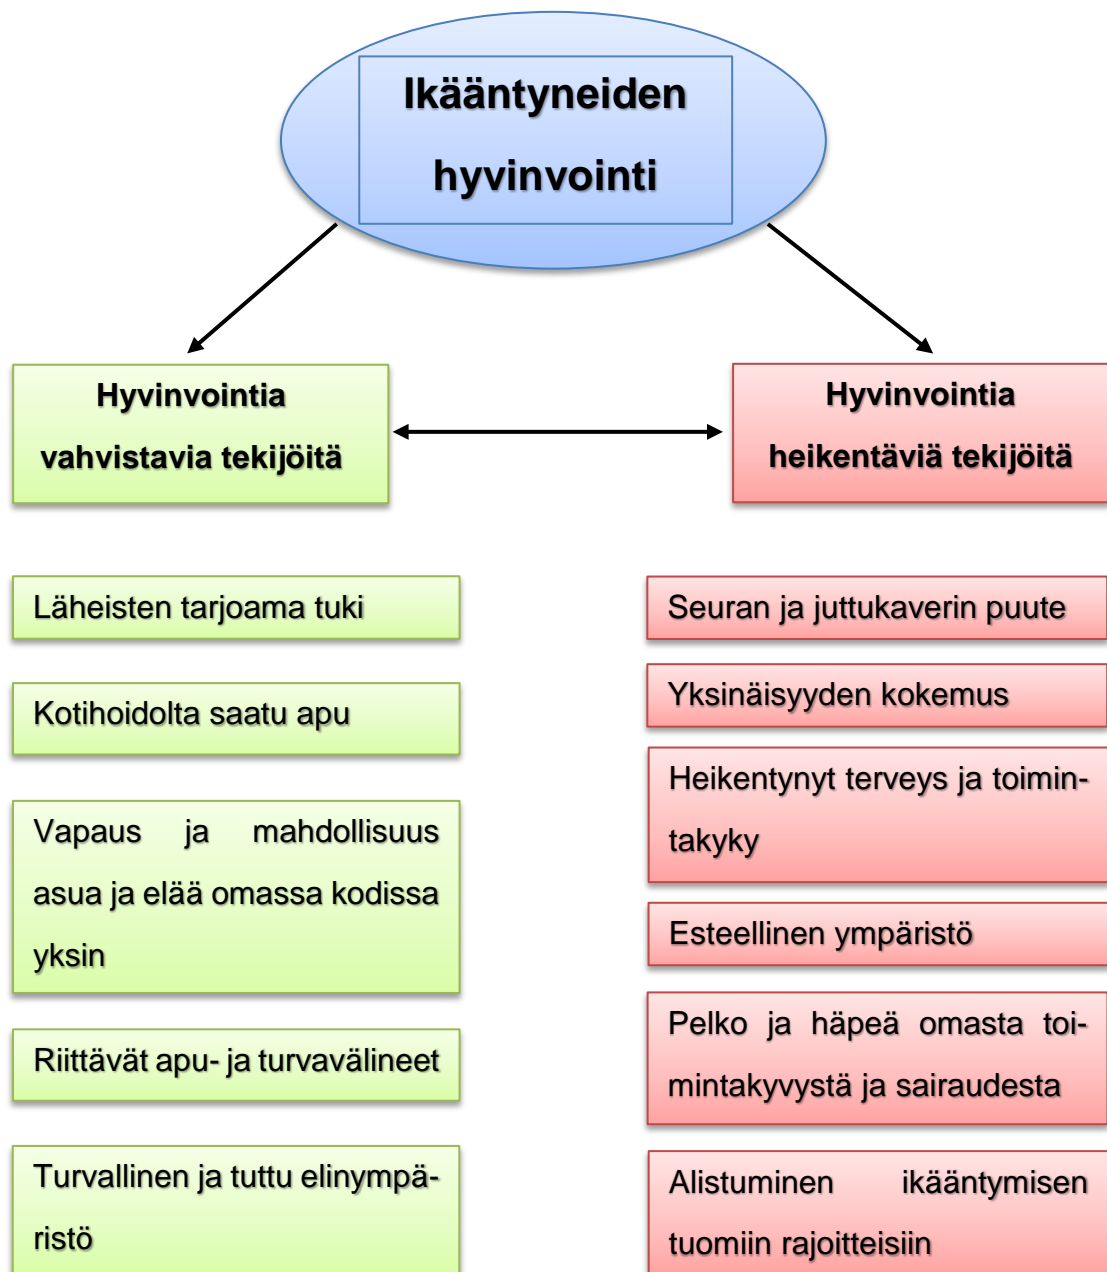 Ikääntyneiden
hyvinvointi
Hyvinvointia
vahvistavia tekijöitä
Hyvinvointia
heikentäviä tekijöitä
Läheisten tarjoama tuki
Kotihoidolta saatu apu
Vapaus ja mahdollisuus
asua ja elää omassa kodissa
yksin
Riittävät apu- ja turvavälineet
Turvallinen ja tuttu elinympä-
ristö
Seuran ja juttukaverin puute
Yksinäisyyden kokemus
Heikentynyt terveys ja toimin-
takyky
Esteellinen ympäristö
Pelko ja häpeä omasta toi-
mintakyvystä ja sairaudesta
Alistuminen ikääntymisen
tuomiin rajoitteisiin